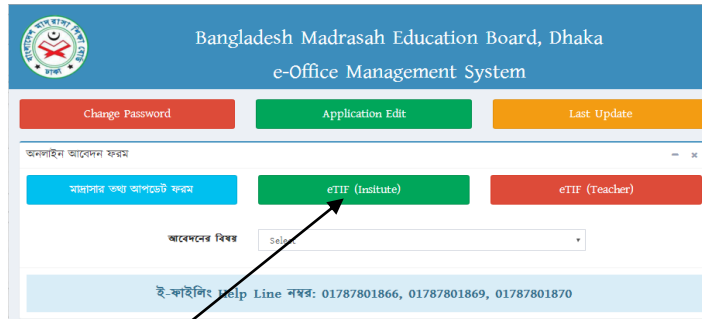 Bangladesh Madrasah Education Board, Dhaka
e-Office Management System
Change Password Application Edit Last Update
অনলাইন আবেদন ফরম
মাদ্রাসার তথ্য আপডেট ফরম eTIF (Insitute) eTIF (Teacher)
আবেদনের বিষয় Select
ই-ফাইলিং Help Line নম্বর: 01787801866, 01787801869, 01787801870